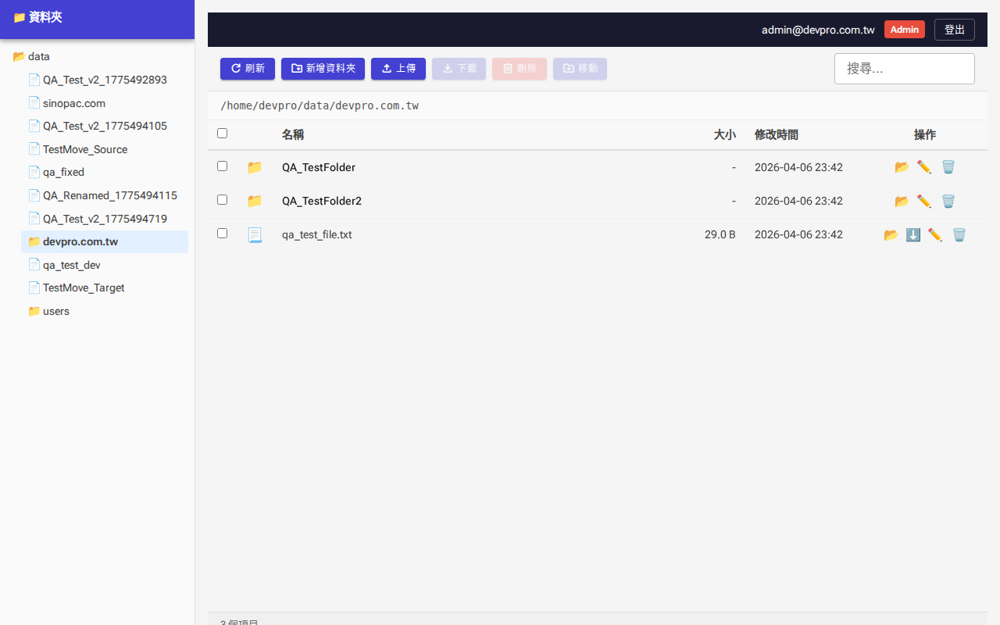 資料夾
data
QA_Test_v2_1775492893
sinopac.com
QA_Test_v2_1775494105
TestMove_Source
qa_fixed
QA_Renamed_1775494115
QA_Test_v2_1775494719
devpro.com.tw
qa_test_dev
TestMove_Target
users
admin@devpro.com.tw Admin 登出
刷新 新增資料夾 上傳 下載 刪除 移動 搜尋...
/home/devpro/data/devpro.com.tw
名稱 大小 修改時間 操作
QA_TestFolder - 2026-04-06 23:42
QA_TestFolder2 - 2026-04-06 23:42
qa_test_file.txt 29.0 B 2026-04-06 23:42
3 個項目